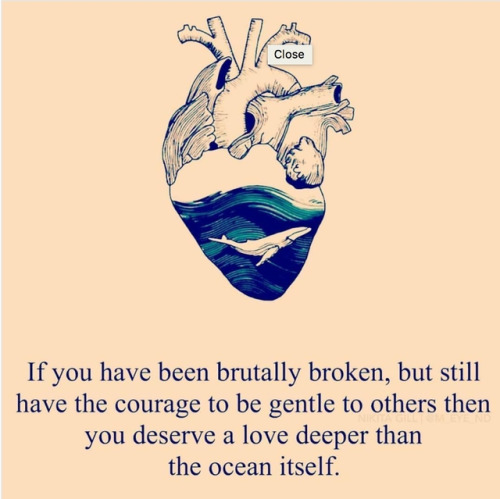 Close
If you have been brutally broken, but still
have the courage to be gentle to others then
you deserve a love deeper than
the ocean itself.